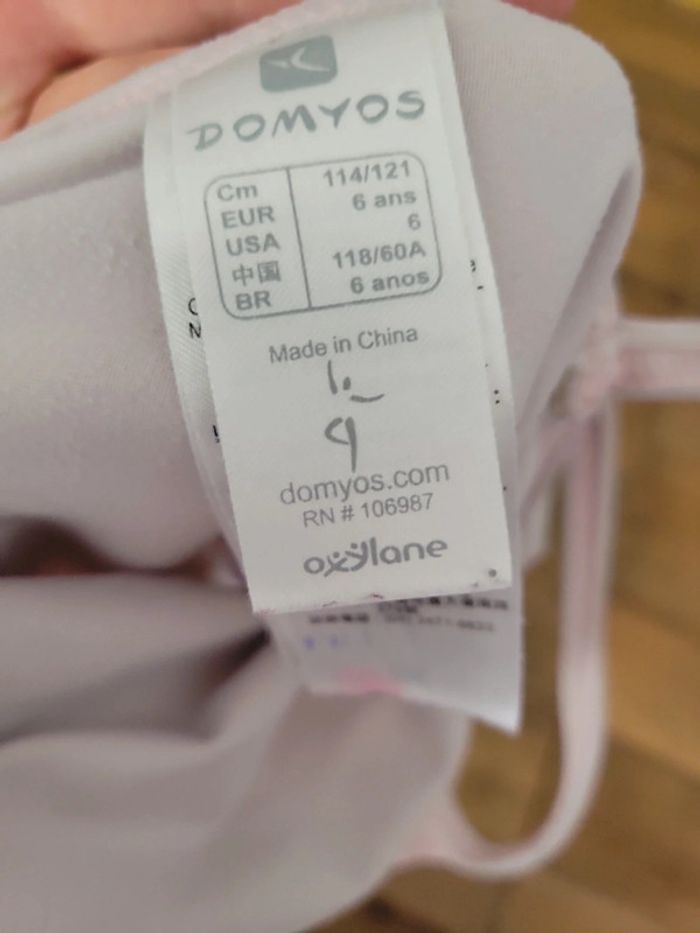 DOMYOS
Cm 114/121
EUR 6 ans
USA 6
中国 118/60A
BR 6 anos
Made in China
domyos.com
RN # 106987
oxylane